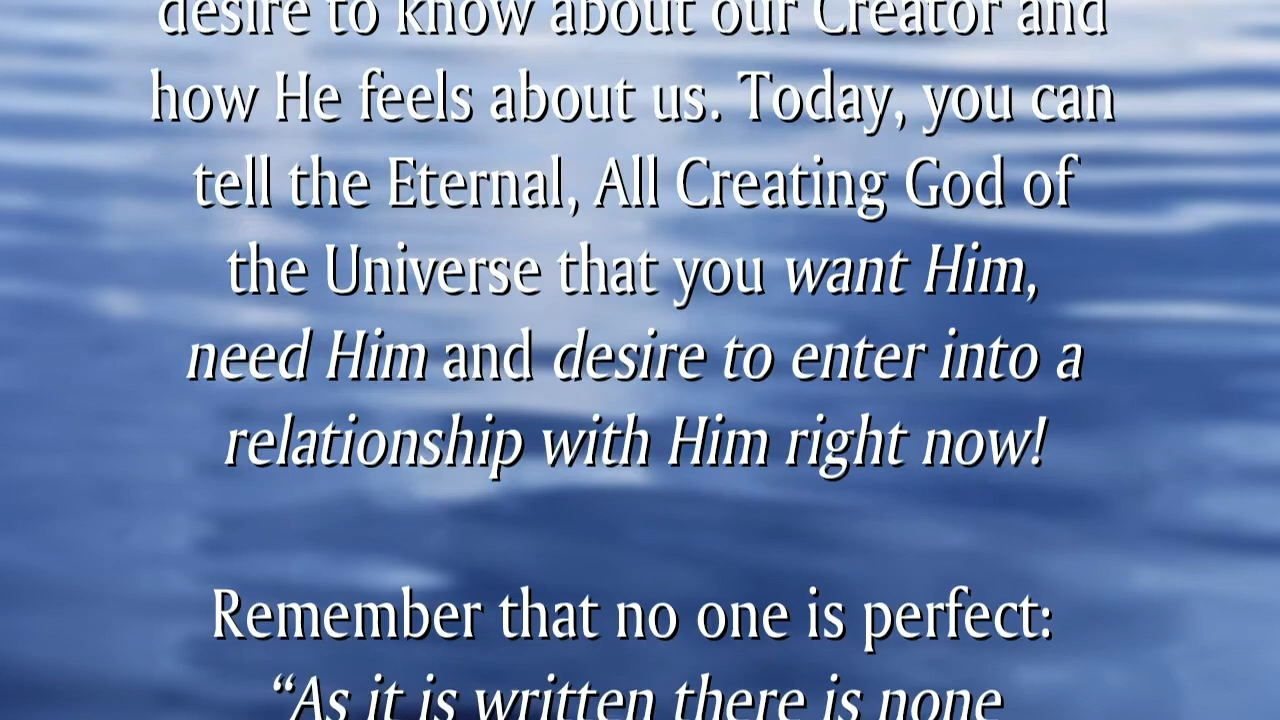 desire to know about our Creator and
how He feels about us. Today, you can
tell the Eternal, All Creating God of
the Universe that you want Him,
need Him and desire to enter into a
relationship with Him right now!
Remember that no one is perfect:
“As it is written there is none